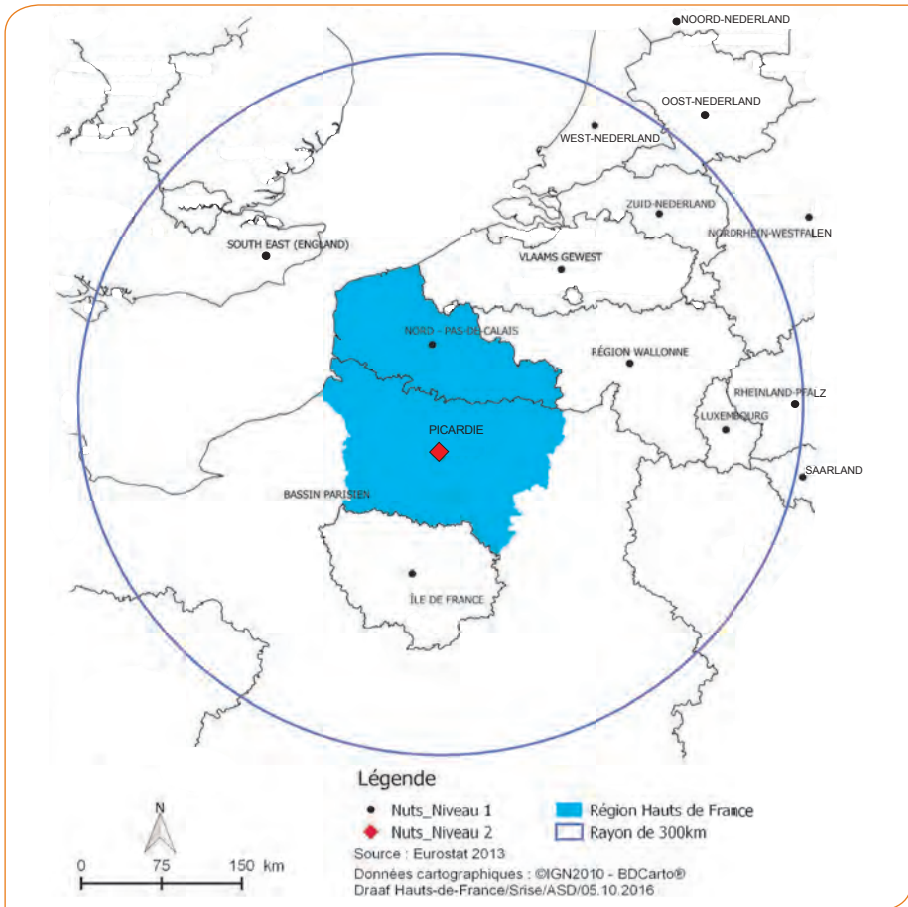 NOORD-NEDERLAND
OOST-NEDERLAND
WEST-NEDERLAND
ZUID-NEDERLAND
NORDRHEIN-WESTFALEN
SOUTH EAST (ENGLAND)
VLAAMS GEWEST
NORD - PAS-DE-CALAIS
RÉGION WALLONNE
RHEINLAND-PFALZ
LUXEMBOURG
PICARDIE
SAARLAND
BASSIN PARISIEN
ÎLE DE FRANCE
Légende
N
Nuts_Niveau 1
Région Hauts de France
Nuts_Niveau 2
Rayon de 300km
Source : Eurostat 2013
0 75 150 km
Données cartographiques : ©IGN2010 - BDCarto®
Draaf Hauts-de-France/Srise/ASD/05.10.2016